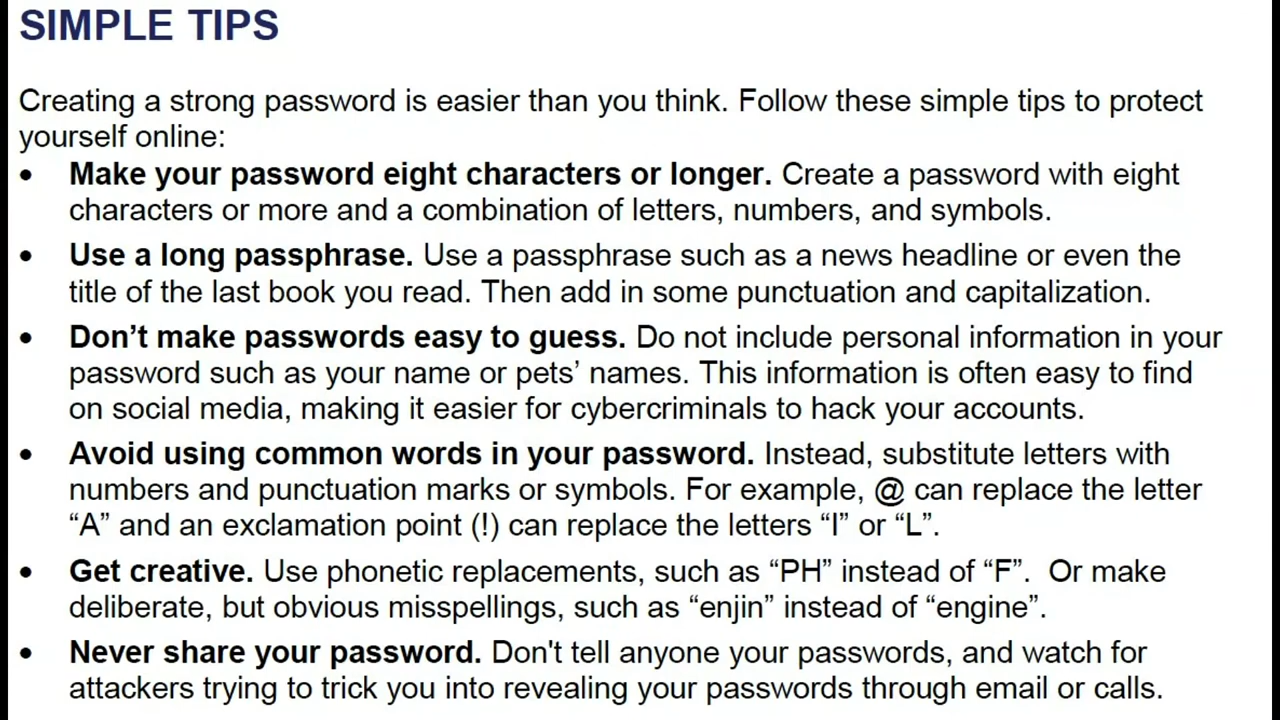 SIMPLE TIPS
Creating a strong password is easier than you think. Follow these simple tips to protect
yourself online:
• Make your password eight characters or longer. Create a password with eight
characters or more and a combination of letters, numbers, and symbols.
• Use a long passphrase. Use a passphrase such as a news headline or even the
title of the last book you read. Then add in some punctuation and capitalization.
• Don’t make passwords easy to guess. Do not include personal information in your
password such as your name or pets’ names. This information is often easy to find
on social media, making it easier for cybercriminals to hack your accounts.
• Avoid using common words in your password. Instead, substitute letters with
numbers and punctuation marks or symbols. For example, @ can replace the letter
“A” and an exclamation point (!) can replace the letters “I” or “L”.
• Get creative. Use phonetic replacements, such as “PH” instead of “F”.  Or make
deliberate, but obvious misspellings, such as “enjin” instead of “engine”.
• Never share your password. Don't tell anyone your passwords, and watch for
attackers trying to trick you into revealing your passwords through email or calls.